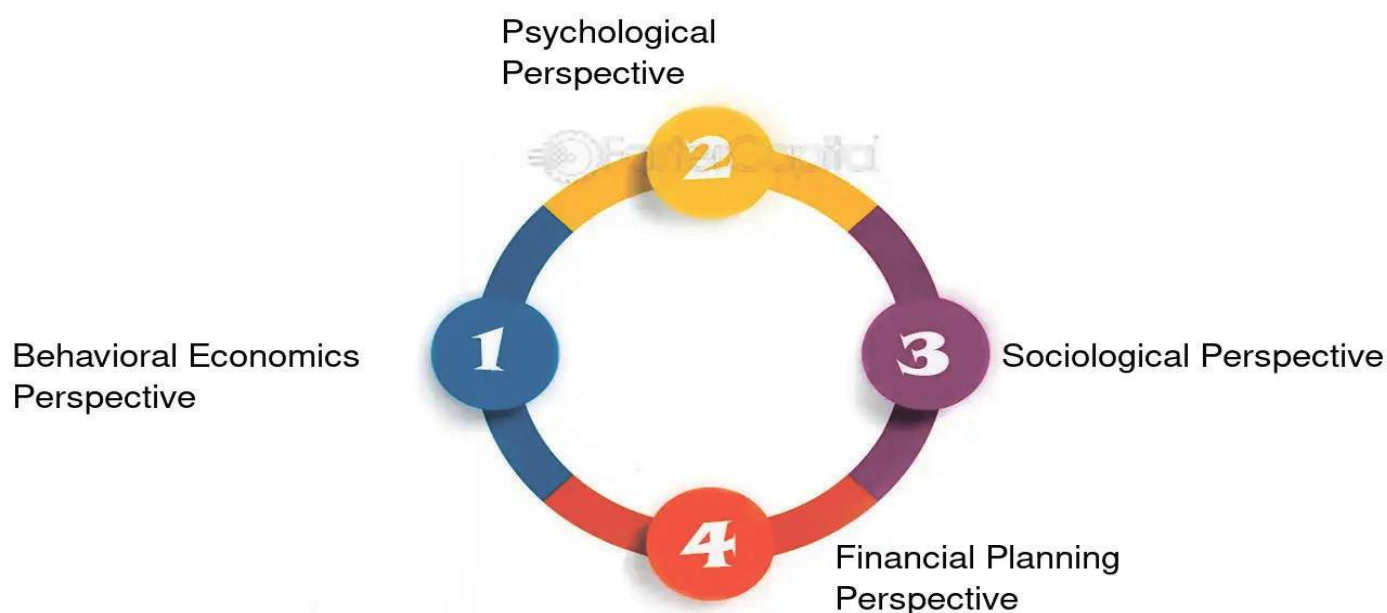 Psychological
Perspective
2
1
Behavioral Economics
Perspective
3
Sociological Perspective
4
Financial Planning
Perspective